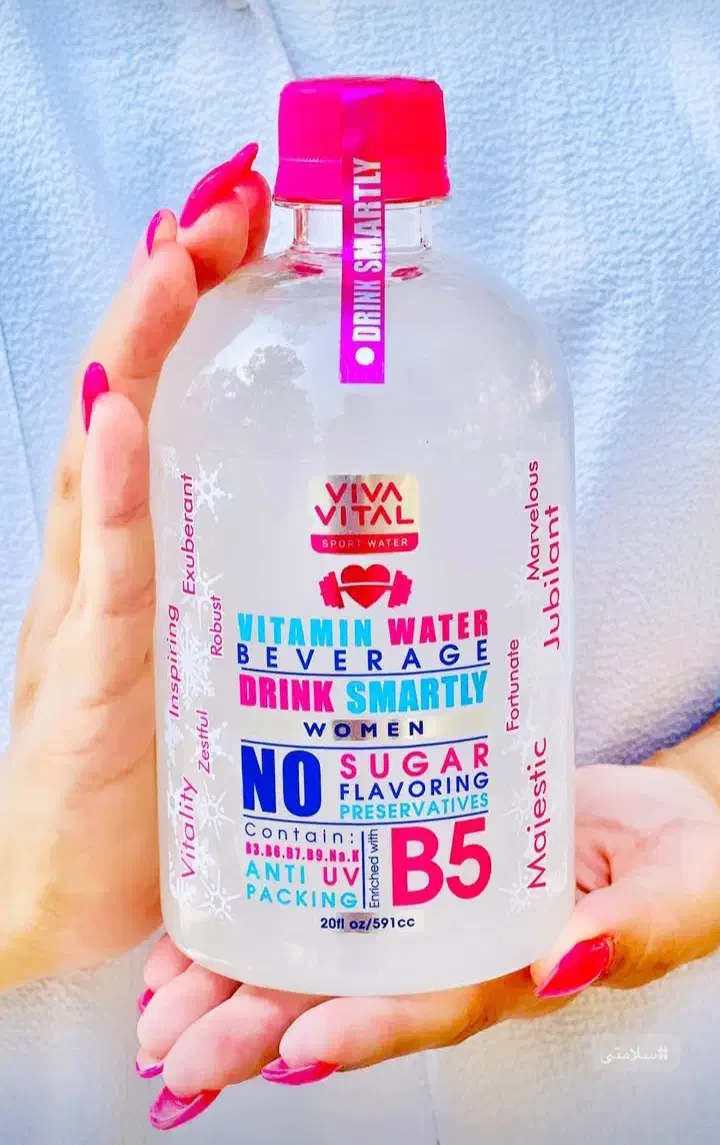 DRINK SMARTLY
VIVA
VITAL
SPORT WATER
VITAMIN WATER
BEVERAGE
DRINK SMARTLY
WOMEN
NO SUGAR
FLAVORING
PRESERVATIVES
Contain:
B3.B6.B7.B9.Na.K
ANTI UV
PACKING
Enriched with
B5
20fl oz/591cc
Exuberant
Robust
Inspiring
Zestful
Vitality
Marvelous
Jubilant
Fortunate
Majestic
#سلامتی